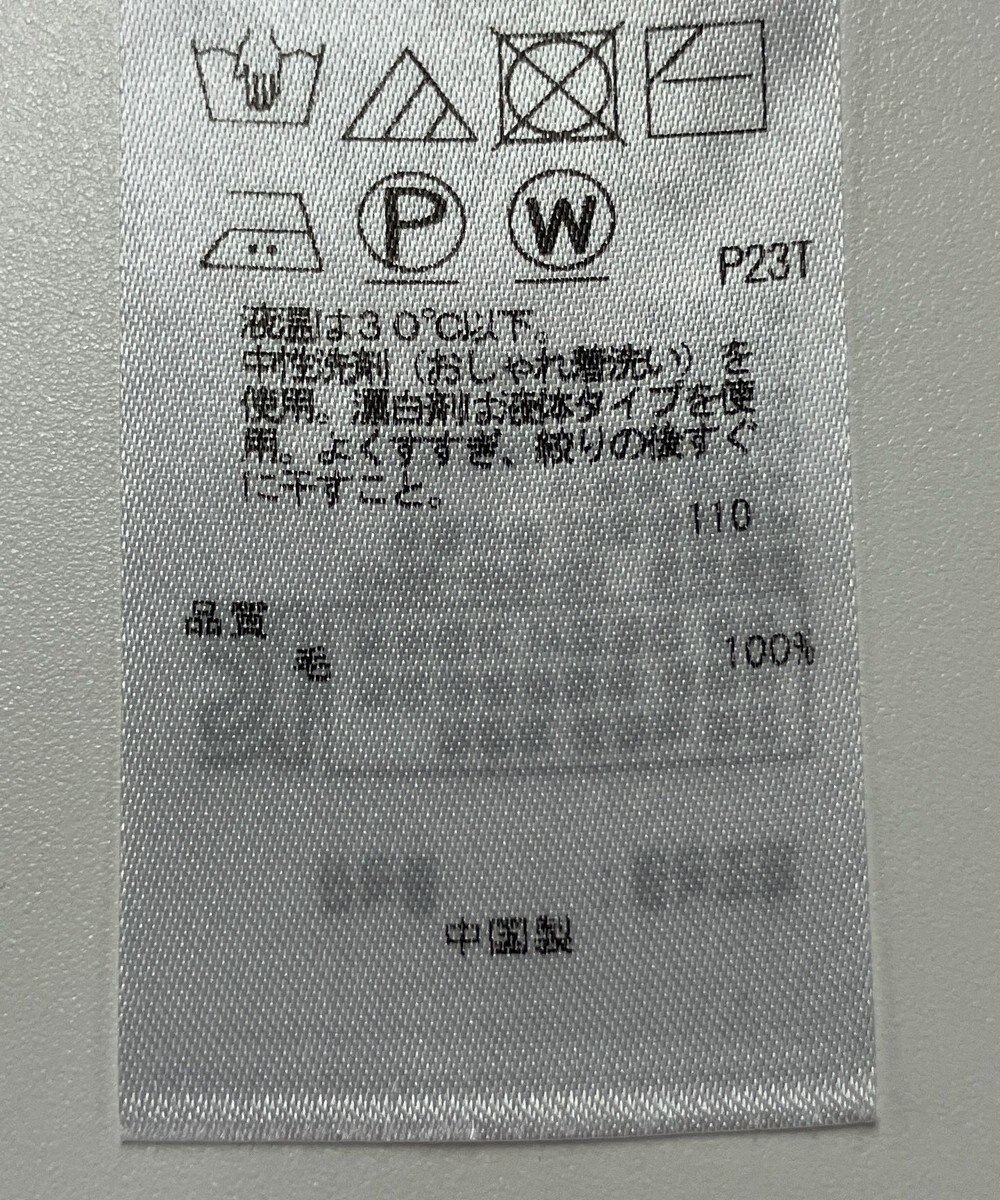 P W
P23T
液温は30℃以下。
中性洗剤（おしゃれ着洗い）を
使用。漂白剤は液体タイプを使
用。よくすすぎ、絞りの後すぐ
に干すこと。
110
品質
毛 100%
中国製